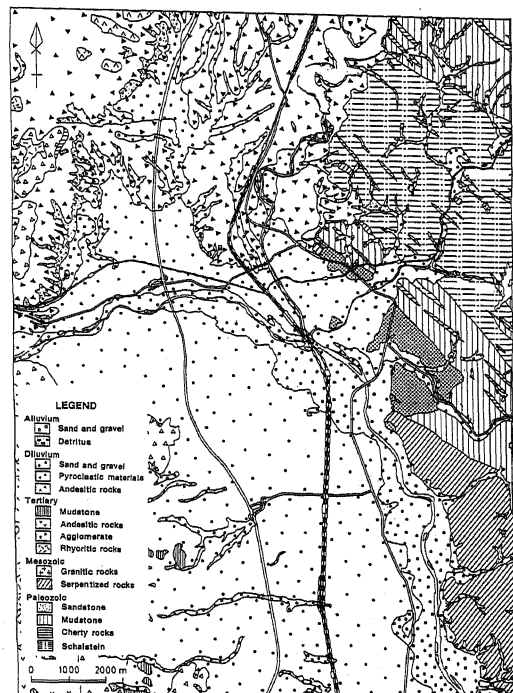 LEGEND
Alluvium
Sand and gravel
Detritus
Diluvium
Sand and gravel
Pyroclastic materials
Andesitic rocks
Tertiary
Mudstone
Andesitic rocks
Agglomerate
Rhyoritic rocks
Mesozoic
Granitic rocks
Serpentized rocks
Paleozoic
Sandstone
Mudstone
Cherty rocks
Schalstein
0 1000 2000 m